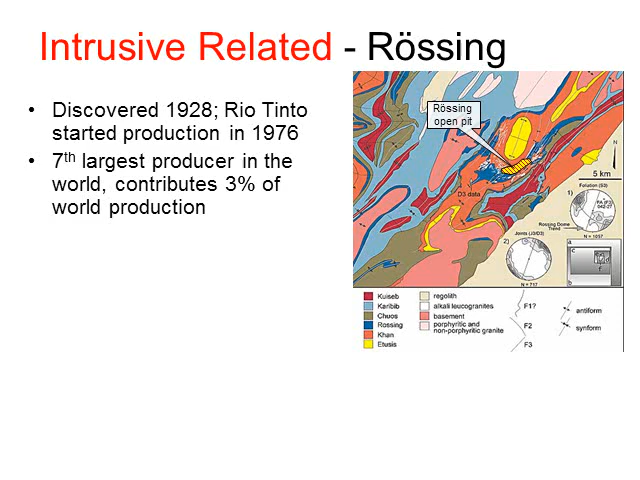 Intrusive Related - Rössing
• Discovered 1928; Rio Tinto
started production in 1976
• 7th largest producer in the
world, contributes 3% of
world production
Rössing
open pit
N
5 km
Foliation (S3)
1)
Rossing Dome
Trend
N = 1057
D3 data
Joints (J3/D3)
2)
N = 717
a
c
f
b
Kuiseb
Karibib
Chuos
Rossing
Khan
Etusis
regolith
alkali leucogranites
basement
porphyritic and
non-porphyritic granite
F1?
F2
F3
antiform
synform